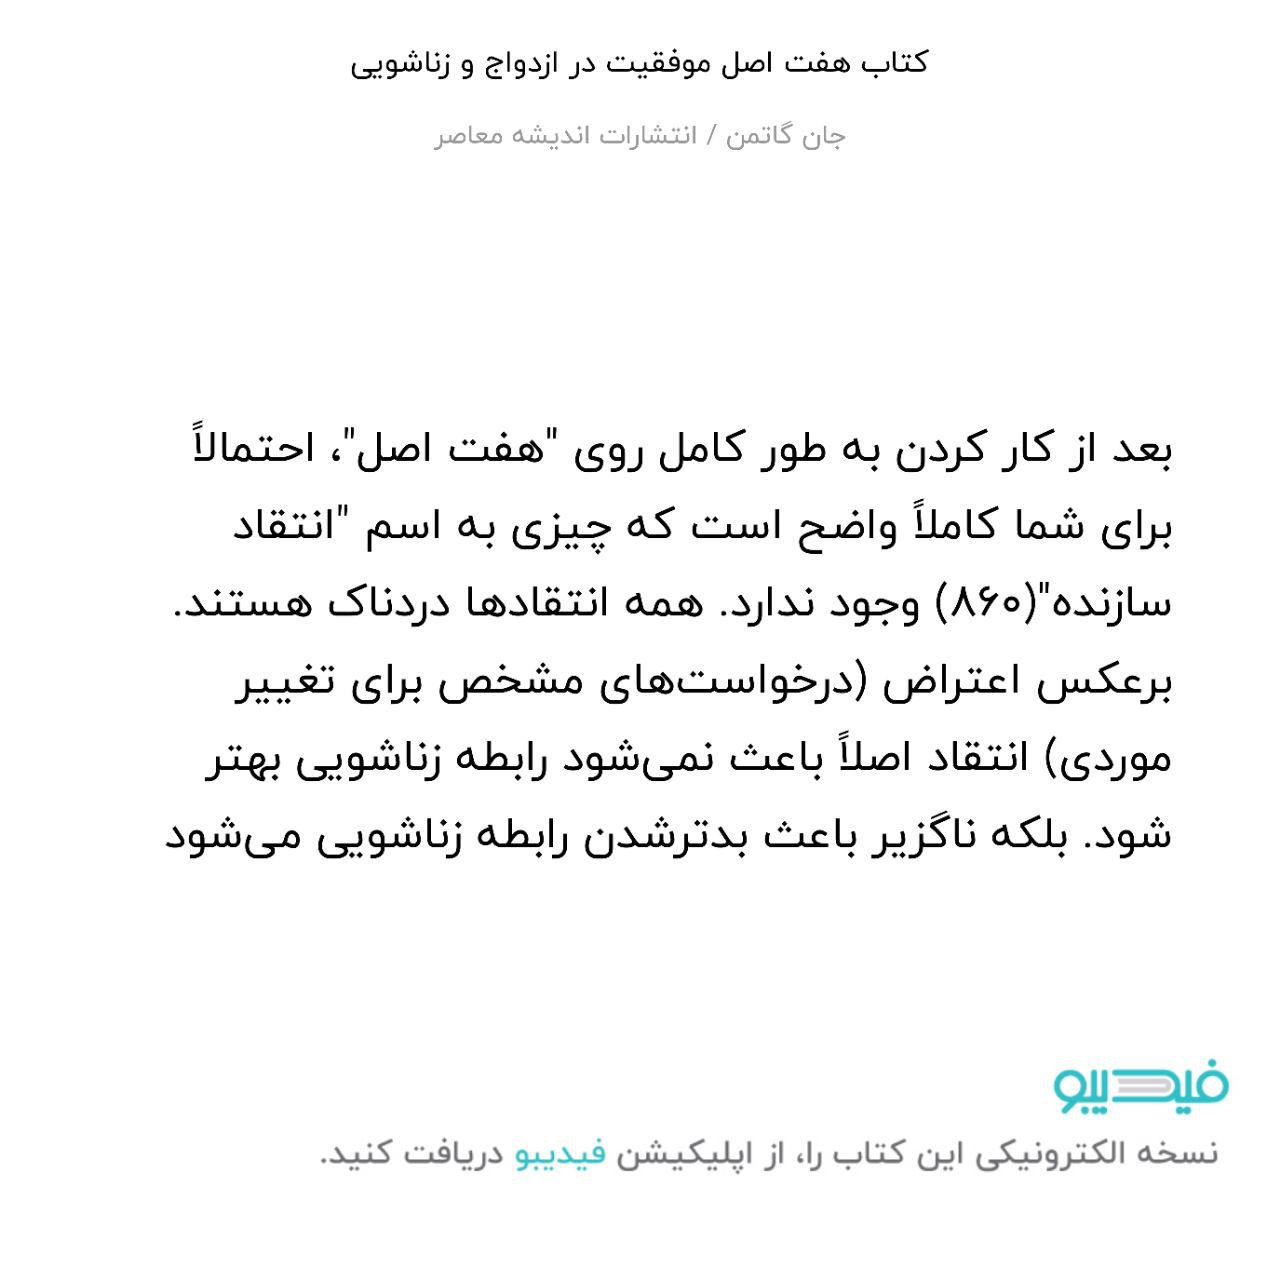 کتاب هفت اصل موفقیت در ازدواج و زناشویی
جان گاتمن / انتشارات اندیشه معاصر
بعد از کار کردن به طور کامل روی "هفت اصل"، احتمالاً
برای شما کاملاً واضح است که چیزی به اسم "انتقاد
سازنده"(۸۶۰) وجود ندارد. همه انتقادها دردناک هستند.
برعکس اعتراض (درخواست‌های مشخص برای تغییر
موردی) انتقاد اصلاً باعث نمی‌شود رابطه زناشویی بهتر
شود. بلکه ناگزیر باعث بدترشدن رابطه زناشویی می‌شود
فیدیبو
نسخه الکترونیکی این کتاب را، از اپلیکیشن فیدیبو دریافت کنید.